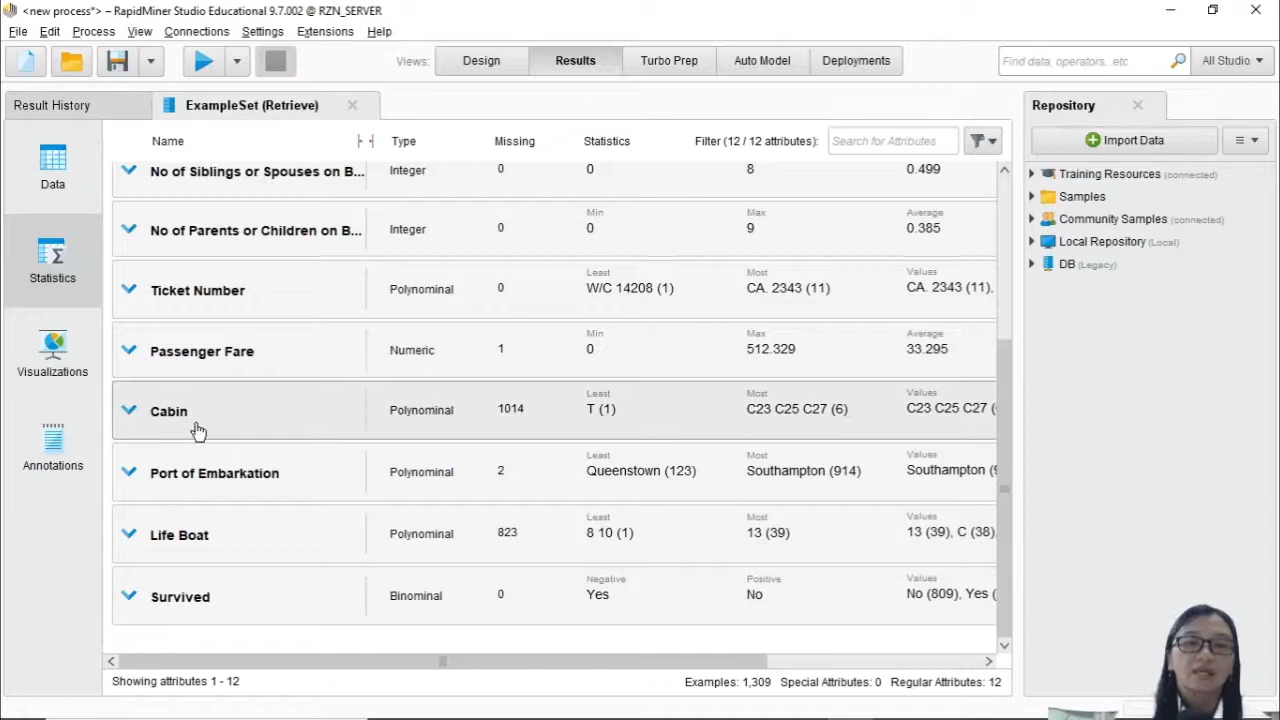 <new process*> – RapidMiner Studio Educational 9.7.002 @ RZN_SERVER
File Edit Process View Connections Settings Extensions Help
Views: Design Results Turbo Prep Auto Model Deployments Find data, operators...etc All Studio
Result History ExampleSet (Retrieve) Repository
Name Type Missing Statistics Filter (12 / 12 attributes): Search for Attributes
Import Data
Data
Statistics
Visualizations
Annotations
No of Siblings or Spouses on B... Integer 0 0 8 0.499
Min Max Average
No of Parents or Children on B... Integer 0 0 9 0.385
Least Most Values
Ticket Number Polynominal 0 W/C 14208 (1) CA. 2343 (11) CA. 2343 (11),
Min Max Average
Passenger Fare Numeric 1 0 512.329 33.295
Least Most Values
Cabin Polynominal 1014 T (1) C23 C25 C27 (6) C23 C25 C27 (
Least Most Values
Port of Embarkation Polynominal 2 Queenstown (123) Southampton (914) Southampton (9
Least Most Values
Life Boat Polynominal 823 8 10 (1) 13 (39) 13 (39), C (38),
Negative Positive Values
Survived Binominal 0 Yes No No (809), Yes (
Showing attributes 1 - 12 Examples: 1,309 Special Attributes: 0 Regular Attributes: 12
Training Resources (connected)
Samples
Community Samples (connected)
Local Repository (Local)
DB (Legacy)